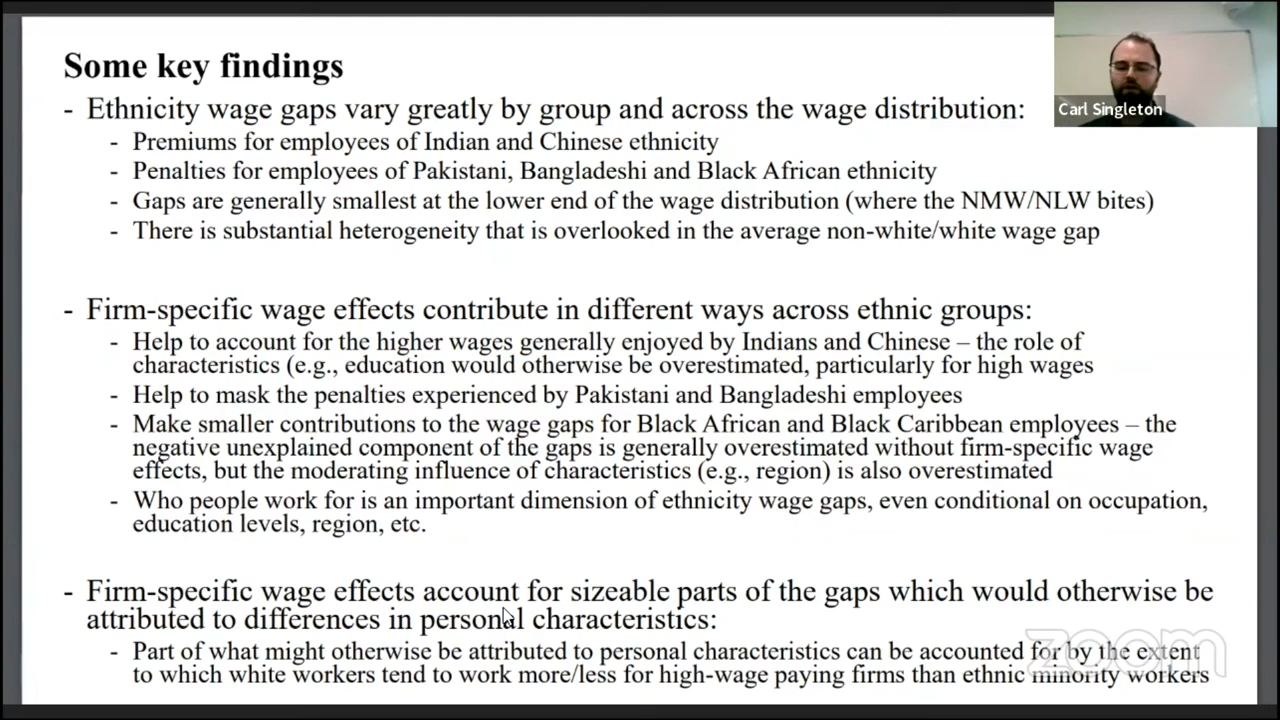 Some key findings
- Ethnicity wage gaps vary greatly by group and across the wage distribution:
- Premiums for employees of Indian and Chinese ethnicity
- Penalties for employees of Pakistani, Bangladeshi and Black African ethnicity
- Gaps are generally smallest at the lower end of the wage distribution (where the NMW/NLW bites)
- There is substantial heterogeneity that is overlooked in the average non-white/white wage gap
- Firm-specific wage effects contribute in different ways across ethnic groups:
- Help to account for the higher wages generally enjoyed by Indians and Chinese – the role of
characteristics (e.g., education would otherwise be overestimated, particularly for high wages
- Help to mask the penalties experienced by Pakistani and Bangladeshi employees
- Make smaller contributions to the wage gaps for Black African and Black Caribbean employees – the
negative unexplained component of the gaps is generally overestimated without firm-specific wage
effects, but the moderating influence of characteristics (e.g., region) is also overestimated
- Who people work for is an important dimension of ethnicity wage gaps, even conditional on occupation,
education levels, region, etc.
- Firm-specific wage effects account for sizeable parts of the gaps which would otherwise be
attributed to differences in personal characteristics:
- Part of what might otherwise be attributed to personal characteristics can be accounted for by the extent
to which white workers tend to work more/less for high-wage paying firms than ethnic minority workers
Carl Singleton
zoom